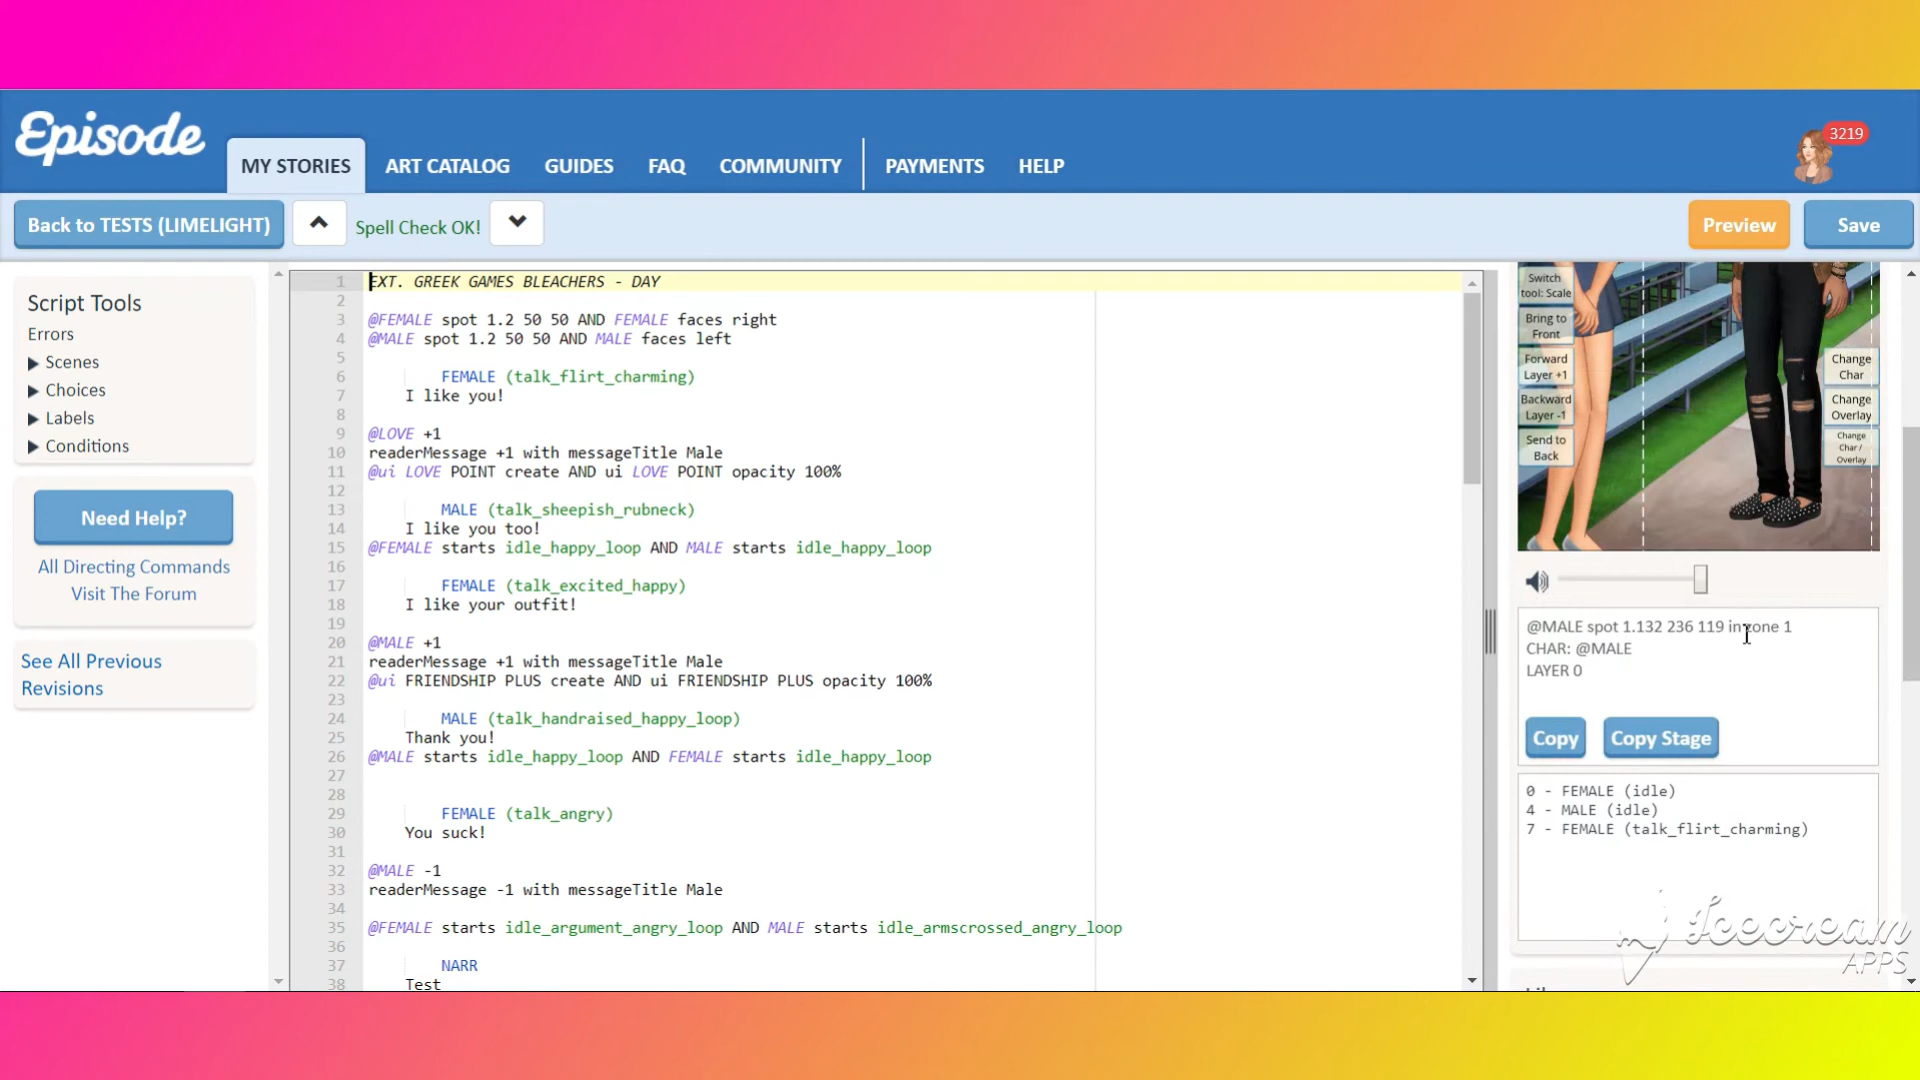 Episode
MY STORIES
ART CATALOG
GUIDES
FAQ
COMMUNITY
PAYMENTS
HELP
3219
Back to TESTS (LIMELIGHT)
Spell Check OK!
Preview
Save
Script Tools
Errors
Scenes
Choices
Labels
Conditions
Need Help?
All Directing Commands
Visit The Forum
See All Previous
Revisions
1 EXT. GREEK GAMES BLEACHERS - DAY
2
3 @FEMALE spot 1.2 50 50 AND FEMALE faces right
4 @MALE spot 1.2 50 50 AND MALE faces left
5
6 FEMALE (talk_flirt_charming)
7 I like you!
8
9 @LOVE +1
10 readerMessage +1 with messageTitle Male
11 @ui LOVE POINT create AND ui LOVE POINT opacity 100%
12
13 MALE (talk_sheepish_rubneck)
14 I like you too!
15 @FEMALE starts idle_happy_loop AND MALE starts idle_happy_loop
16
17 FEMALE (talk_excited_happy)
18 I like your outfit!
19
20 @MALE +1
21 readerMessage +1 with messageTitle Male
22 @ui FRIENDSHIP PLUS create AND ui FRIENDSHIP PLUS opacity 100%
23
24 MALE (talk_handraised_happy_loop)
25 Thank you!
26 @MALE starts idle_happy_loop AND FEMALE starts idle_happy_loop
27
28
29 FEMALE (talk_angry)
30 You suck!
31
32 @MALE -1
33 readerMessage -1 with messageTitle Male
34
35 @FEMALE starts idle_argument_angry_loop AND MALE starts idle_armscrossed_angry_loop
36
37 NARR
38 Test
Switch
tool: Scale
Bring to
Front
Forward
Layer +1
Backward
Layer -1
Send to
Back
Change
Char
Change
Overlay
Change
Char /
Overlay
@MALE spot 1.132 236 119 in zone 1
CHAR: @MALE
LAYER 0
Copy
Copy Stage
0 - FEMALE (idle)
4 - MALE (idle)
7 - FEMALE (talk_flirt_charming)
Icecream
APPS